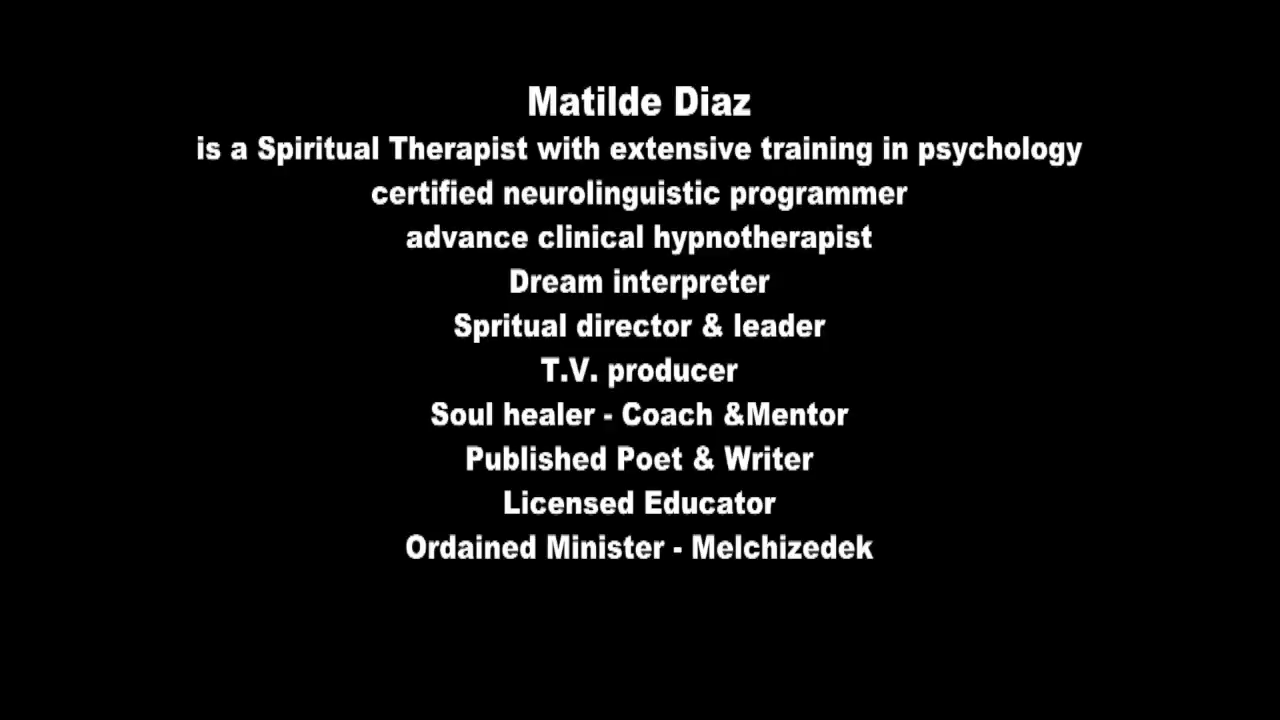 Matilde Diaz
is a Spiritual Therapist with extensive training in psychology
certified neurolinguistic programmer
advance clinical hypnotherapist
Dream interpreter
Spritual director & leader
T.V. producer
Soul healer - Coach &Mentor
Published Poet & Writer
Licensed Educator
Ordained Minister - Melchizedek